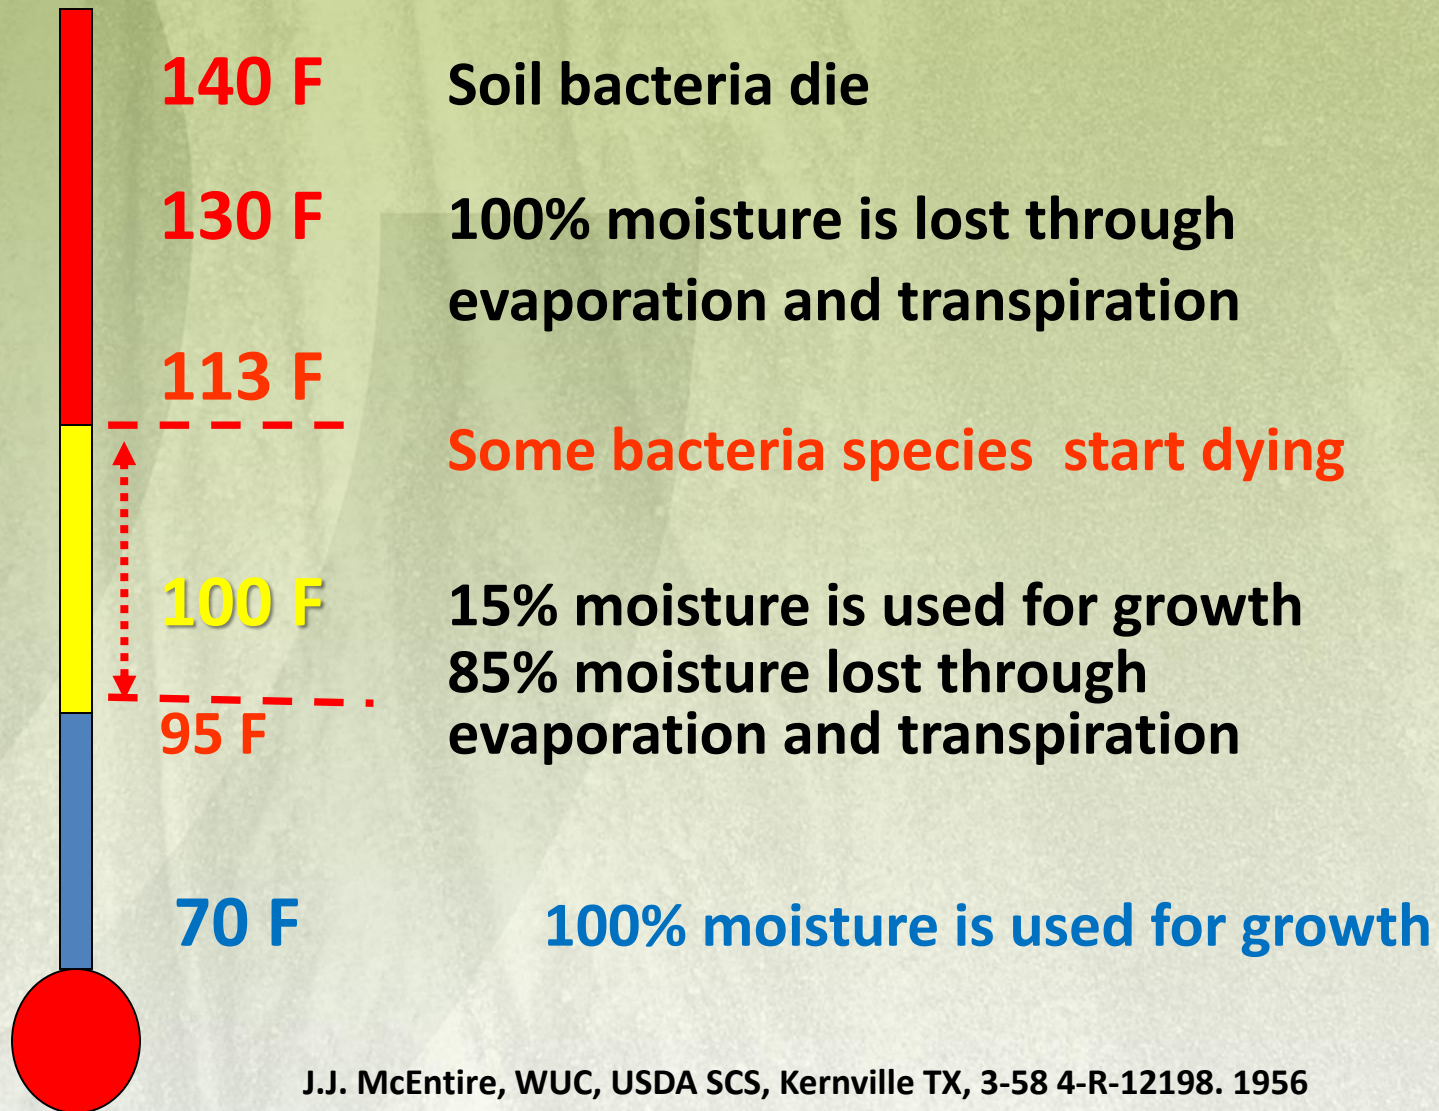 140 F Soil bacteria die
130 F 100% moisture is lost through
evaporation and transpiration
113 F
Some bacteria species  start dying
100 F 15% moisture is used for growth
85% moisture lost through
95 F evaporation and transpiration
70 F 100% moisture is used for growth
J.J. McEntire, WUC, USDA SCS, Kernville TX, 3-58 4-R-12198. 1956